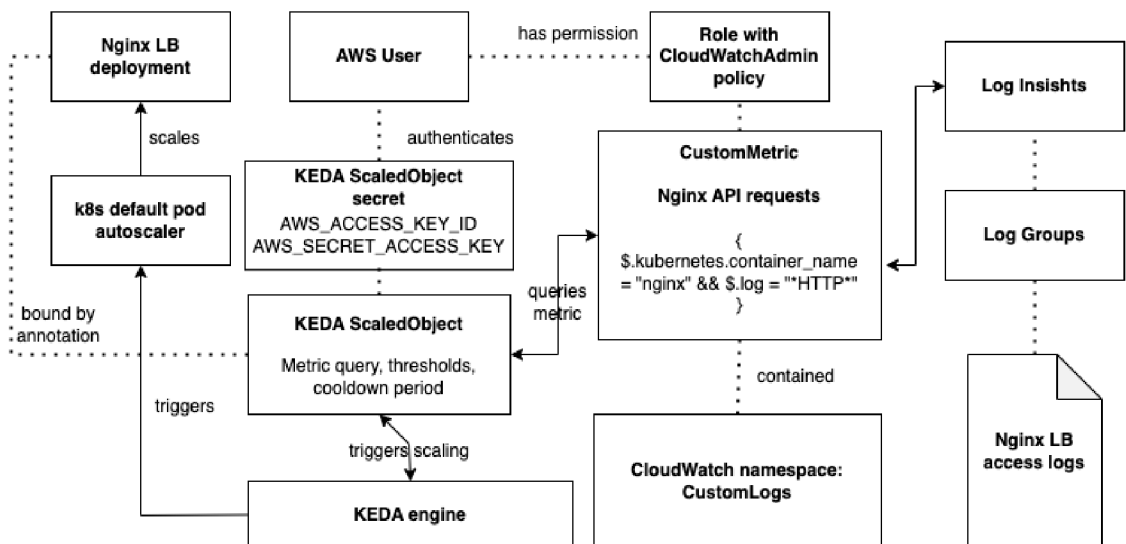 Nginx LB
deployment
AWS User
has permission
Role with
CloudWatchAdmin
policy
Log Insishts
scales
authenticates
k8s default pod
autoscaler
KEDA ScaledObject
secret
AWS_ACCESS_KEY_ID
AWS_SECRET_ACCESS_KEY
CustomMetric
Nginx API requests
{
$.kubernetes.container_name
= "nginx" && $.log = "*HTTP*"
}
Log Groups
bound by
annotation
queries
metric
KEDA ScaledObject
Metric query, thresholds,
cooldown period
contained
triggers
triggers scaling
KEDA engine
CloudWatch namespace:
CustomLogs
Nginx LB
access logs